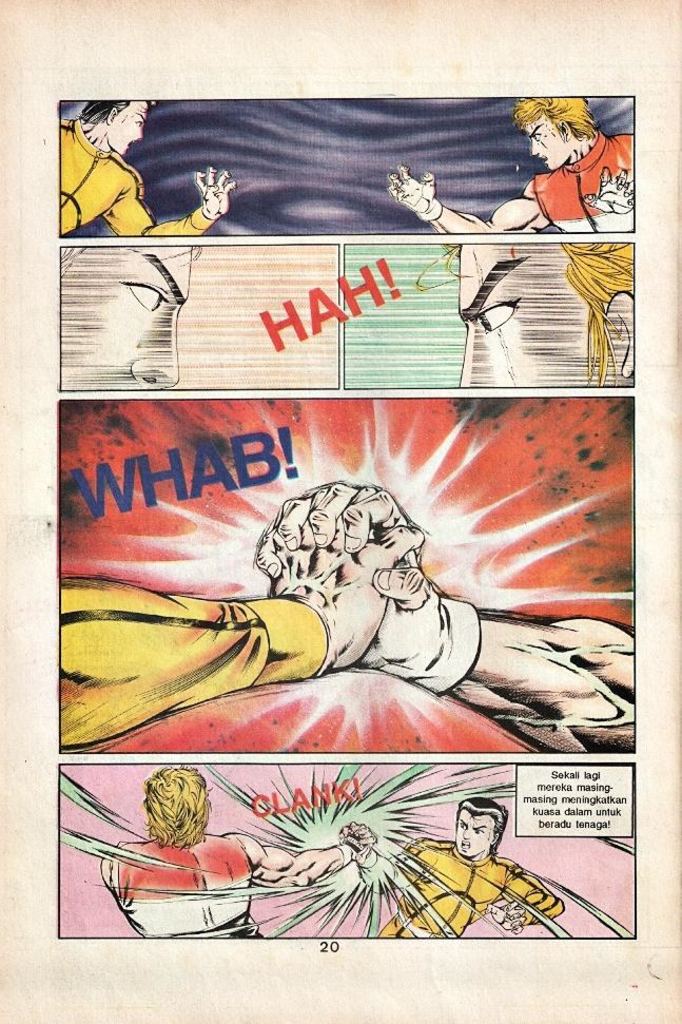 HAH!
WHAB!
CLANK!
Sekali lagi
mereka masing-
masing meningkatkan
kuasa dalam untuk
beradu tenaga!
20